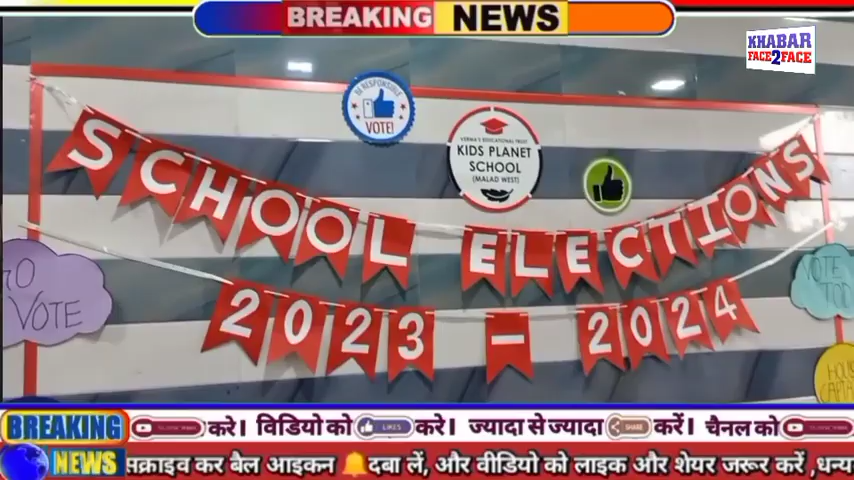 BREAKING NEWS
KHABAR
FACE2FACE
BE RESPONSIBLE
VOTE!
VERMA'S EDUCATIONAL TRUST
KIDS PLANET
SCHOOL
(MALAD WEST)
SCHOOL ELECTIONS
2023 - 2024
VOTE
VOTE
BREAKING
NEWS
करे। विडियो को LIKES करे। ज्यादा से ज्यादा SHARE करें। चैनल को
सक्राइव कर बैल आइकन 🔔दबा लें, और वीडियो को लाइक और शेयर जरूर करें ,धन्य